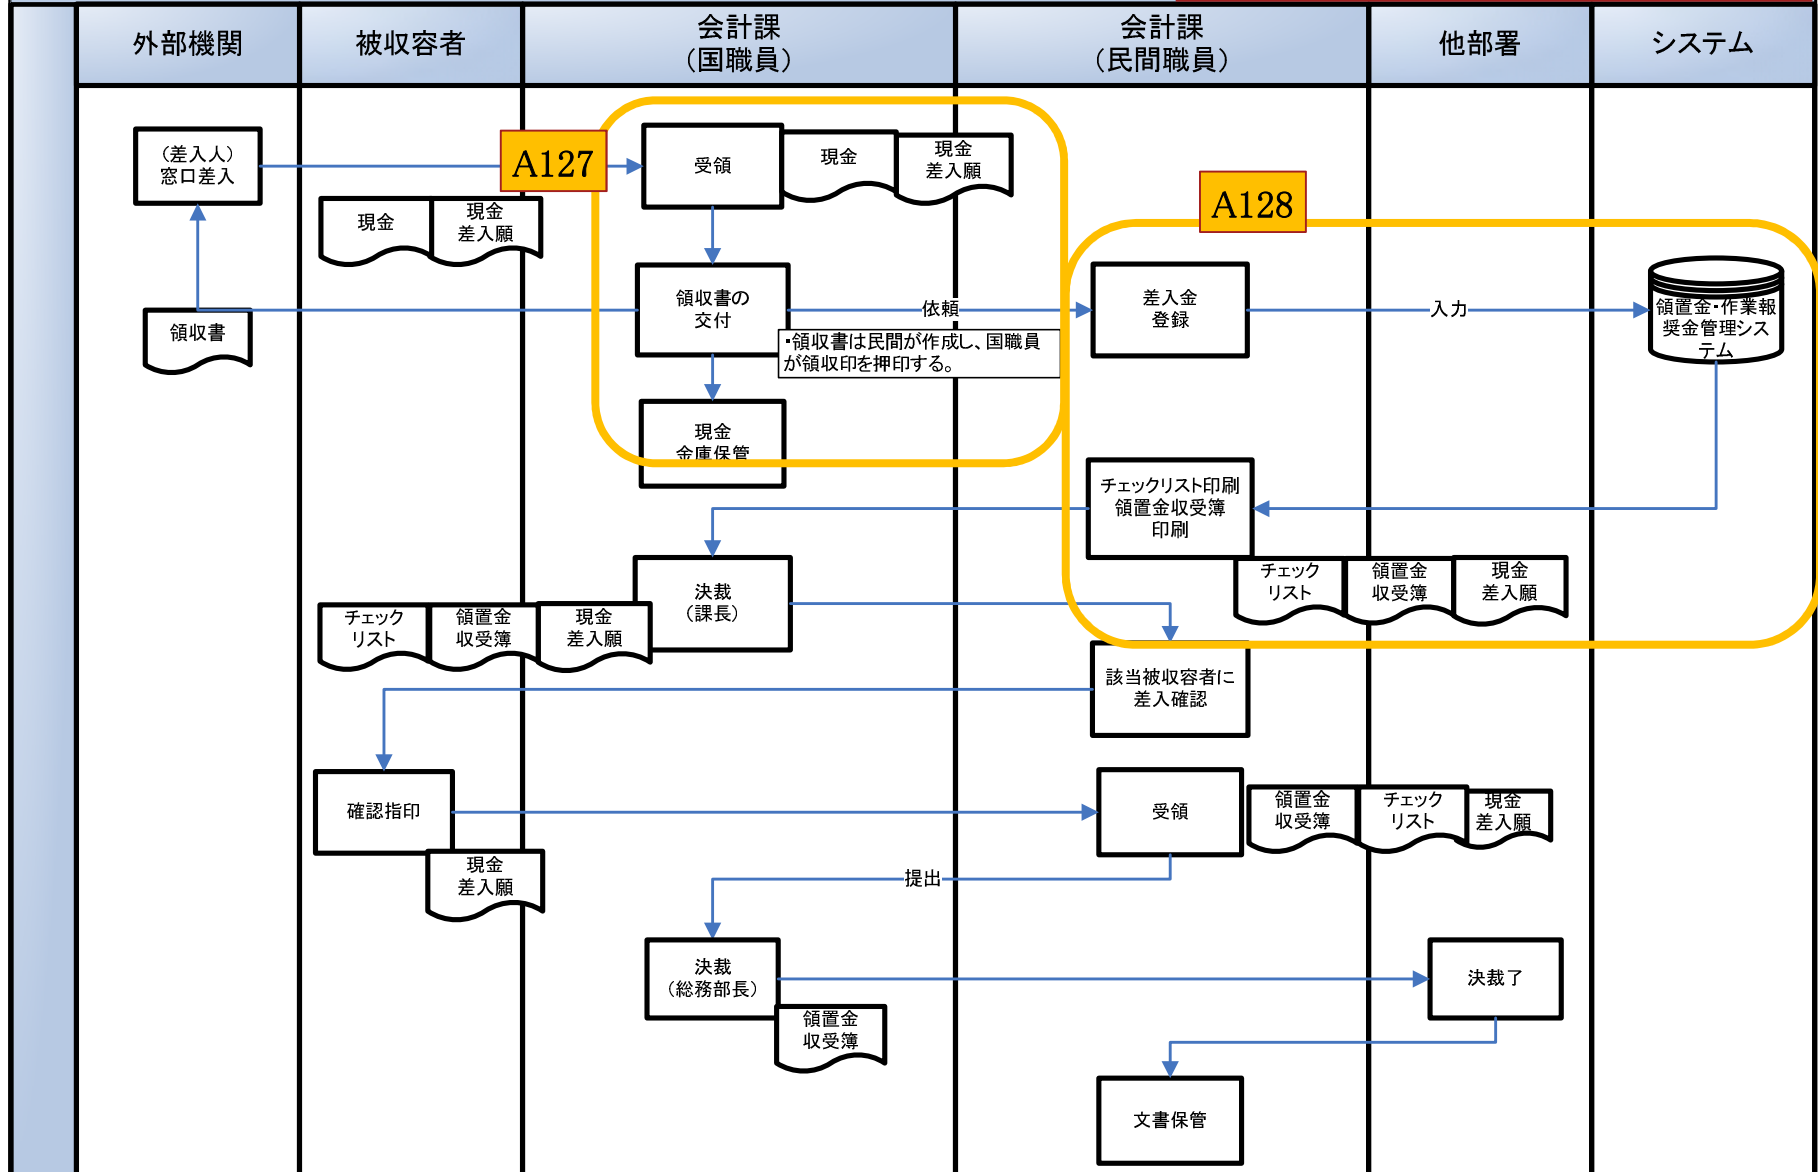 外部機関
被収容者
会計課
（国職員）
会計課
（民間職員）
他部署
システム
（差入人）
窓口差入
A127
受領
現金
現金
差入願
現金
現金
差入願
A128
領収書の
交付
依頼
差入金
登録
入力
領置金・作業報
奨金管理シス
テム
領収書
・領収書は民間が作成し、国職員
が領収印を押印する。
現金
金庫保管
チェックリスト印刷
領置金収受簿
印刷
チェック
リスト
領置金
収受簿
現金
差入願
決裁
（課長）
チェック
リスト
領置金
収受簿
現金
差入願
該当被収容者に
差入確認
確認指印
現金
差入願
受領
領置金
収受簿
チェック
リスト
現金
差入願
提出
決裁
（総務部長）
領置金
収受簿
決裁了
文書保管